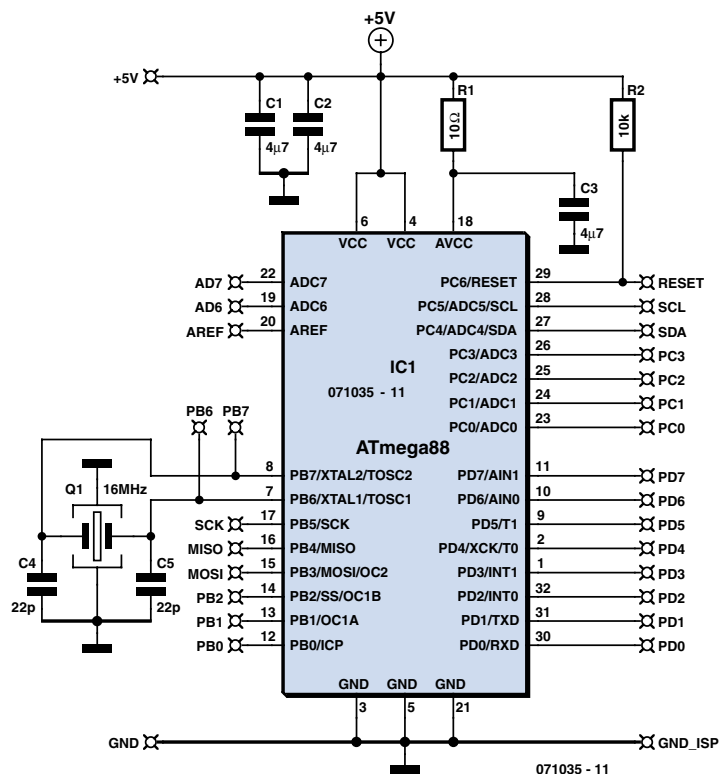 +5V
+5V
C1
C2
4µ7
4µ7
R1
10Ω
R2
10k
C3
4µ7
6
4
18
VCC
VCC
AVCC
AD7
22
ADC7
PC6/RESET
29
RESET
AD6
19
ADC6
PC5/ADC5/SCL
28
SCL
AREF
20
AREF
PC4/ADC4/SDA
27
SDA
PC3/ADC3
26
PC3
IC1
PC2/ADC2
25
PC2
071035 - 11
PC1/ADC1
24
PC1
PC0/ADC0
23
PC0
PB6
PB7
ATmega88
8
PB7/XTAL2/TOSC2
PD7/AIN1
11
PD7
Q1
16MHz
7
PB6/XTAL1/TOSC1
PD6/AIN0
10
PD6
SCK
17
PB5/SCK
PD5/T1
9
PD5
MISO
16
PB4/MISO
PD4/XCK/T0
2
PD4
C4
C5
MOSI
15
PB3/MOSI/OC2
PD3/INT1
1
PD3
22p
22p
PB2
14
PB2/SS/OC1B
PD2/INT0
32
PD2
PB1
13
PB1/OC1A
PD1/TXD
31
PD1
PB0
12
PB0/ICP
PD0/RXD
30
PD0
GND
GND
GND
3
5
21
GND
GND_ISP
071035 - 11